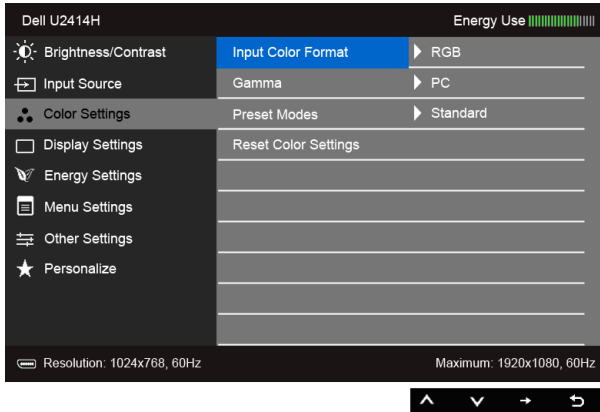 Dell U2414H Energy Use
Brightness/Contrast Input Color Format RGB
Input Source Gamma PC
Color Settings Preset Modes Standard
Display Settings Reset Color Settings
Energy Settings
Menu Settings
Other Settings
Personalize
Resolution: 1024x768, 60Hz Maximum: 1920x1080, 60Hz